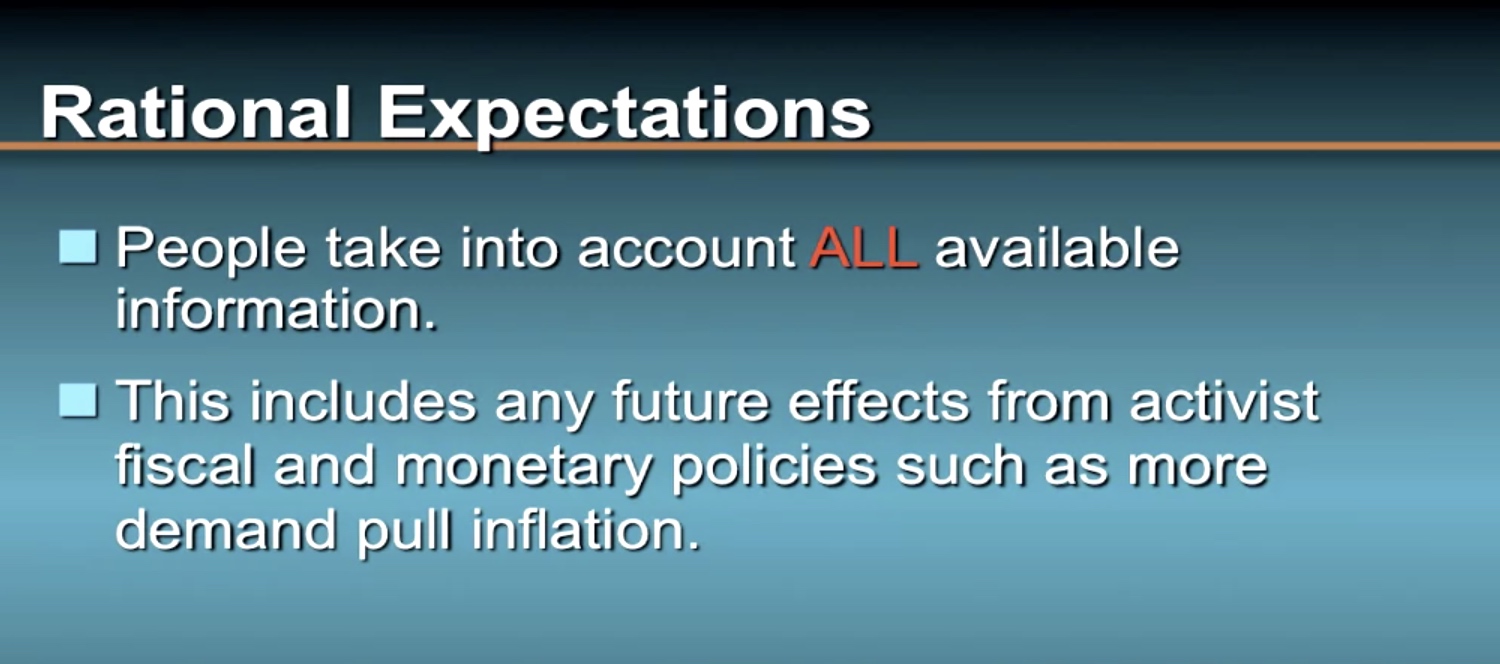 Rational Expectations
People take into account ALL available
information.
This includes any future effects from activist
fiscal and monetary policies such as more
demand pull inflation.